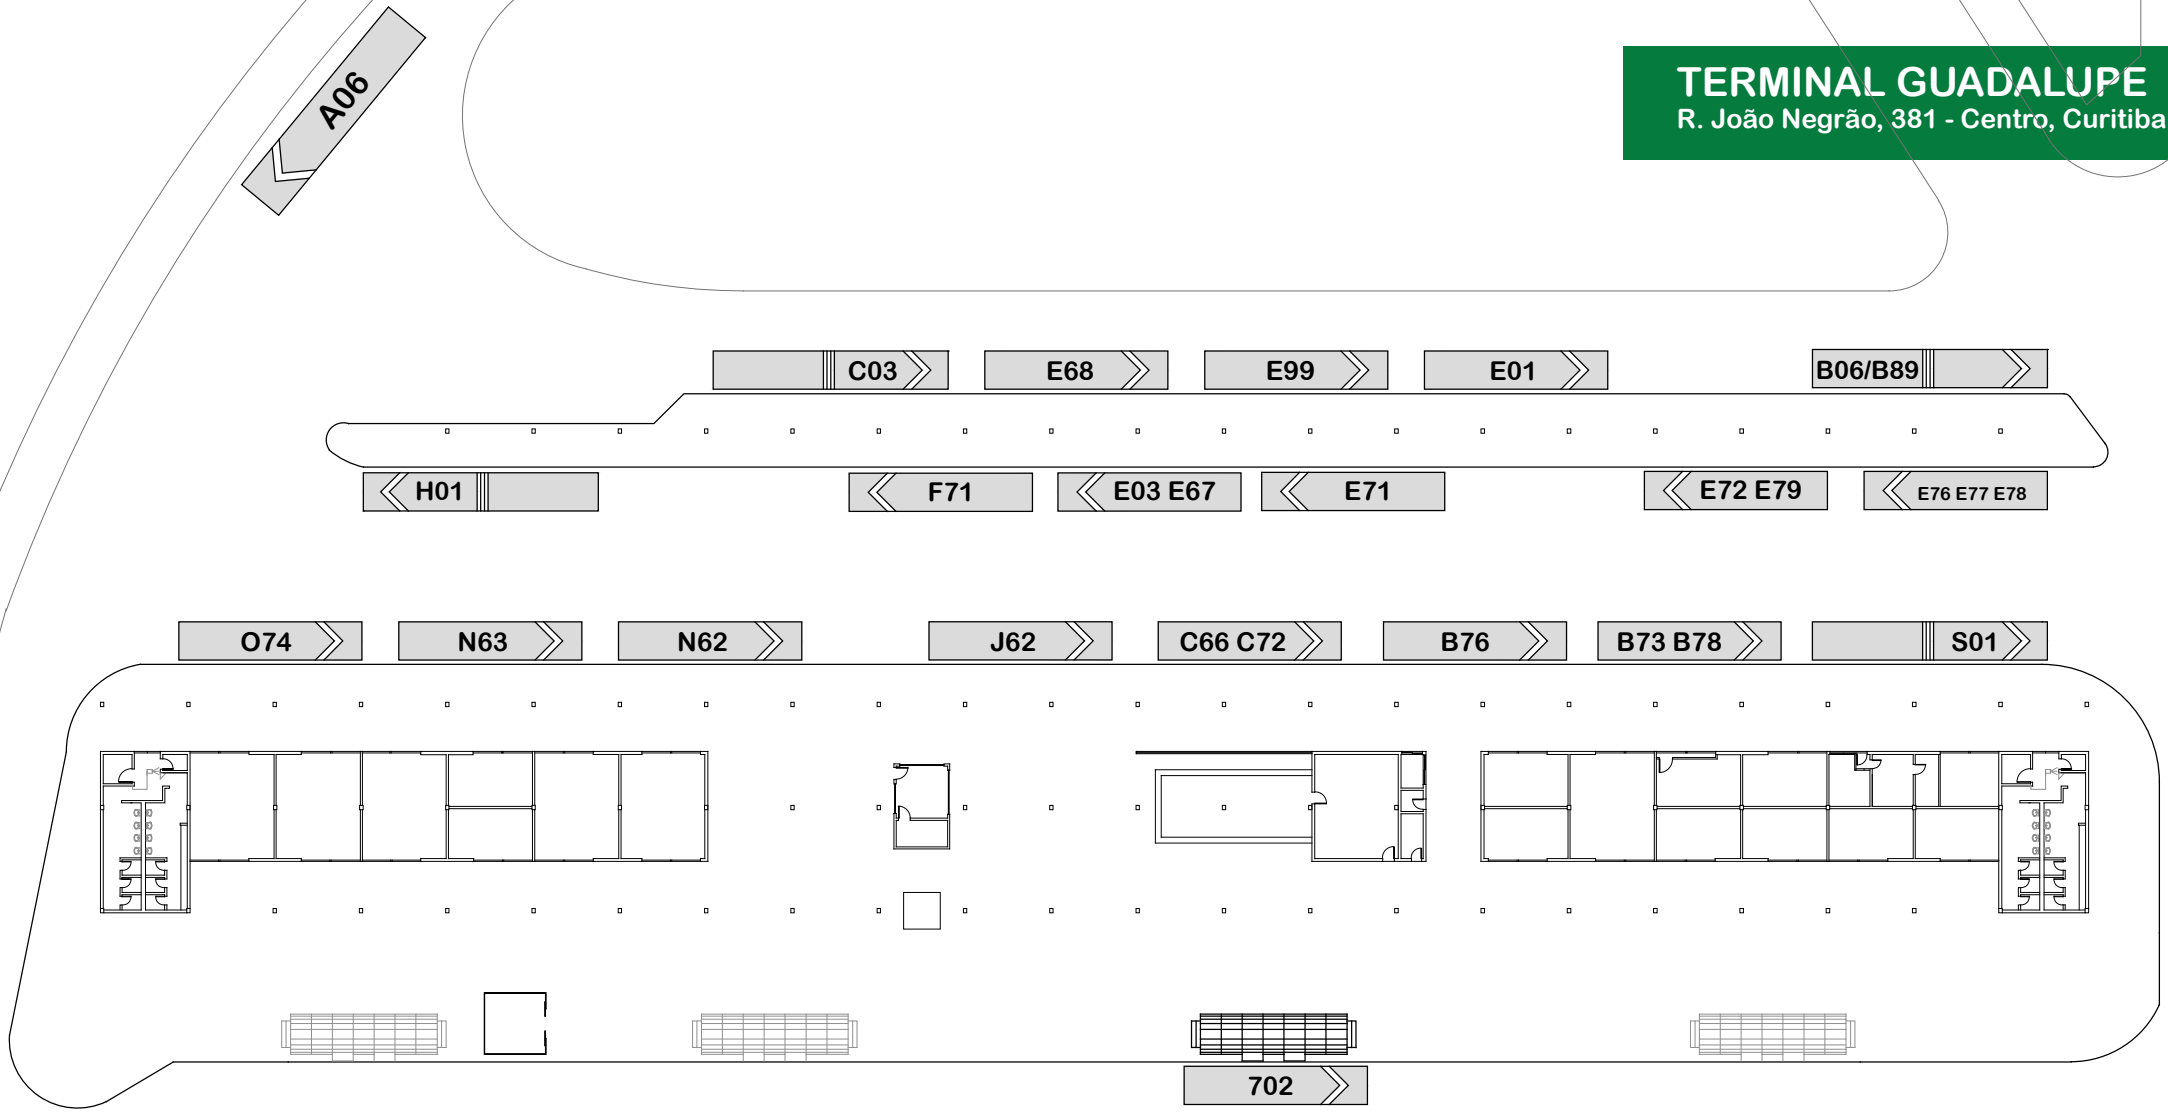 A06
TERMINAL GUADALUPE
R. João Negrão, 381 - Centro, Curitiba
C03
E68
E99
E01
B06/B89
H01
F71
E03 E67
E71
E72 E79
E76 E77 E78
O74
N63
N62
J62
C66 C72
B76
B73 B78
S01
702